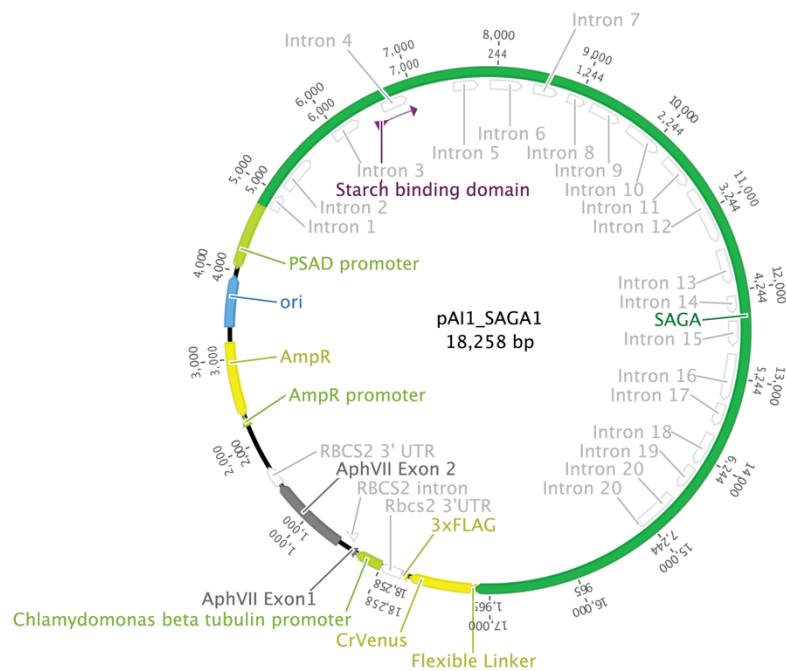 Intron 4
7,000
7,000
8,000
244
Intron 7
9,000
1,244
6,000
6,000
10,000
2,244
Intron 6
Intron 5
Intron 8
Intron 3
Intron 9
Intron 10
11,000
3,244
5,000
5,000
Starch binding domain
Intron 11
Intron 2
Intron 12
Intron 1
4,000
4,000
PSAD promoter
Intron 13
12,000
4,244
ori
Intron 14
pAI1_SAGA1
SAGA
18,258 bp
Intron 15
3,000
3,000
AmpR
Intron 16
13,000
5,244
AmpR promoter
Intron 17
2,000
2,000
Intron 18
RBCS2 3' UTR
Intron 19
14,000
6,244
AphVII Exon 2
Intron 20
RBCS2 intron
Intron 20
Rbcs2 3'UTR
1,000
1,000
3xFLAG
15,000
7,244
AphVII Exon1
18,258
18,258
16,000
965
Chlamydomonas beta tubulin promoter
17,000
1,965
CrVenus
Flexible Linker